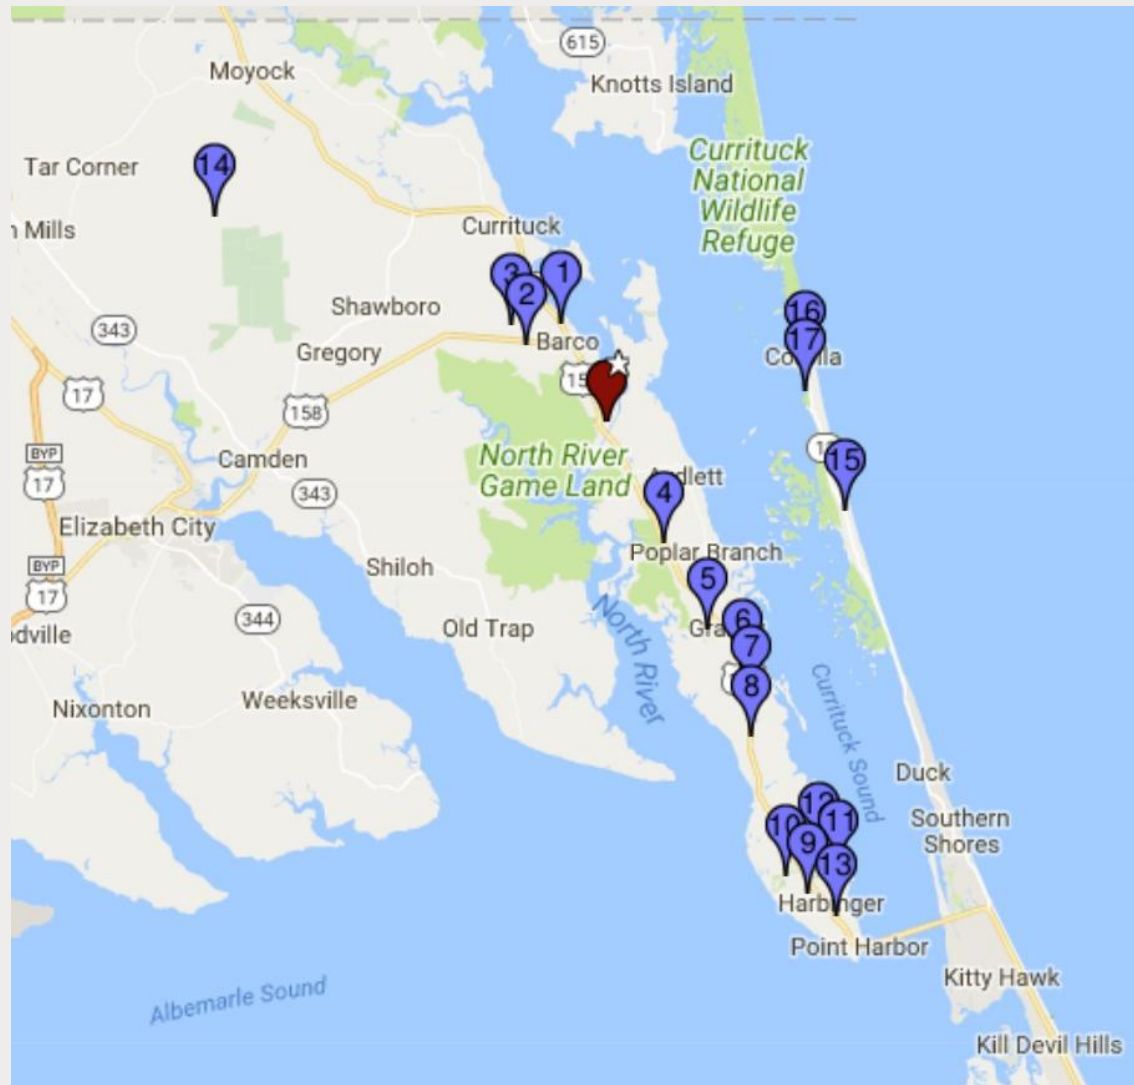 615
Moyock
Knotts Island
Currituck
National
Wildlife
Refuge
Tar Corner
14
Mills
Currituck
3
1
2
Shawboro
16
343
Barco
17
Gregory
17
158
Camden
North River
Game Land
15
BYP
17
343
4
Elizabeth City
Poplar Branch
BYP
Shiloh
5
17
344
6
Old Trap
North River
7
8
Weeksville
Nixonton
Currituck Sound
Duck
12
10
11
Southern
Shores
9
13
Harbinger
Point Harbor
Kitty Hawk
Albemarle Sound
Kill Devil Hills